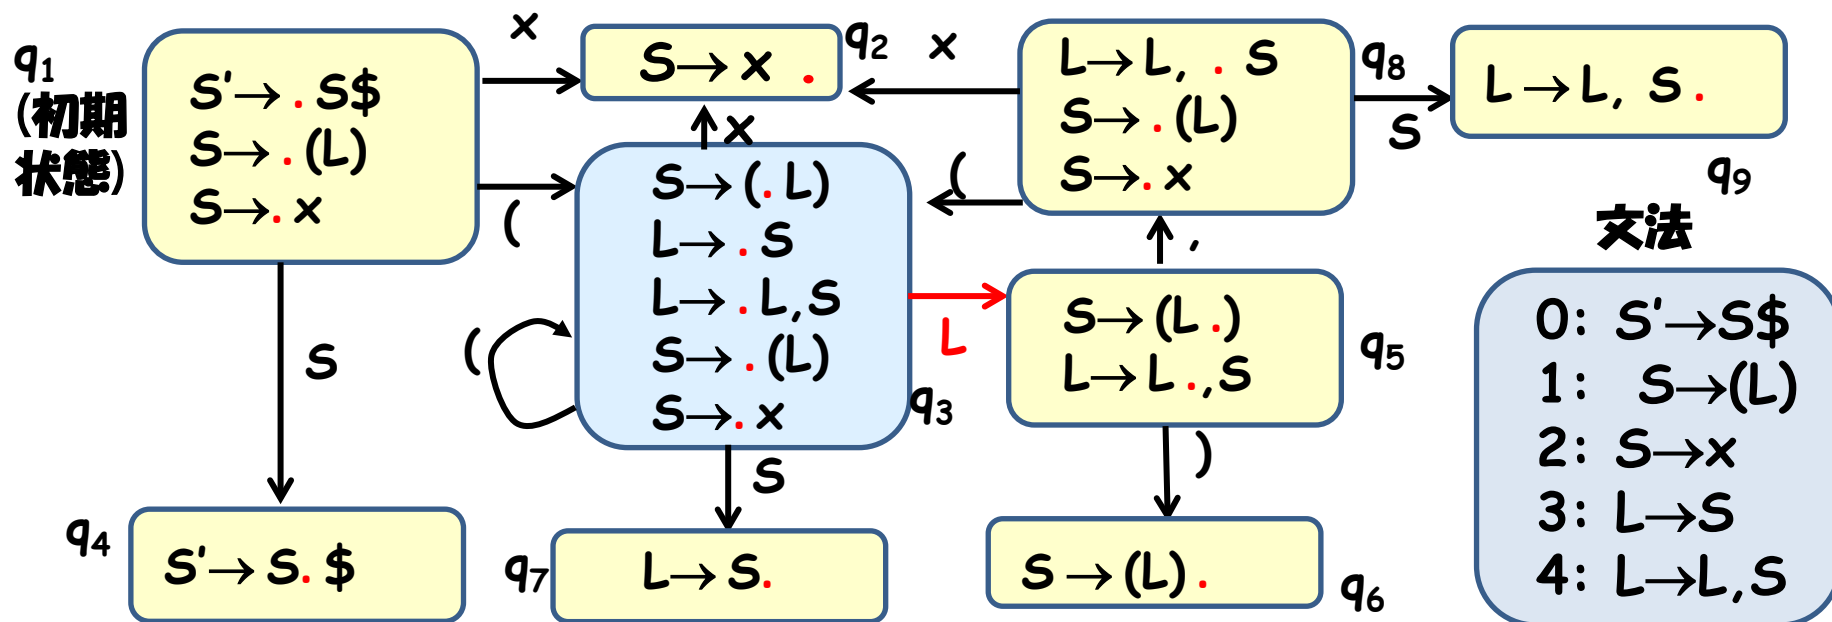 q1
(初期
状態)
S'→ . S$
S→ . (L)
S→. x
x
(
S
S→ x .
q2
x
x
S→(. L)
L→ . S
L→ . L,S
S→ . (L)
S→. x
q3
(
(
L
S
L→ L, . S
S→ . (L)
S→. x
q8
S
L→L, S .
q9
,
S→(L .)
L→L .,S
q5
)
q4
S'→ S. $
q7
L→ S.
S →(L) .
q6
文法
0: S'→S$
1: S→(L)
2: S→x
3: L→S
4: L→L,S